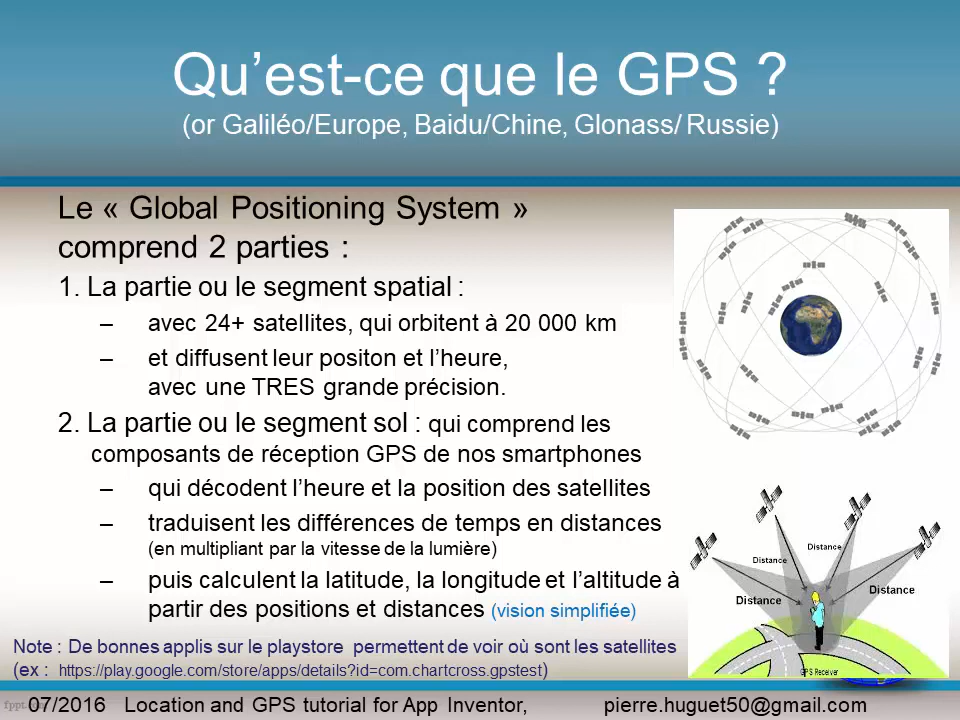 Qu’est-ce que le GPS ?
(or Galiléo/Europe, Baidu/Chine, Glonass/ Russie)
Le « Global Positioning System »
comprend 2 parties :
1. La partie ou le segment spatial :
– avec 24+ satellites, qui orbitent à 20 000 km
– et diffusent leur positon et l’heure,
avec une TRES grande précision.
2. La partie ou le segment sol : qui comprend les
composants de réception GPS de nos smartphones
– qui décodent l’heure et la position des satellites
– traduisent les différences de temps en distances
(en multipliant par la vitesse de la lumière)
– puis calculent la latitude, la longitude et l’altitude à
partir des positions et distances (vision simplifiée)
Distance
Distance
Distance
Distance
GPS Receiver
Note : De bonnes applis sur le playstore permettent de voir où sont les satellites
(ex : https://play.google.com/store/apps/details?id=com.chartcross.gpstest)
07/2016 Location and GPS tutorial for App Inventor, pierre.huguet50@gmail.com